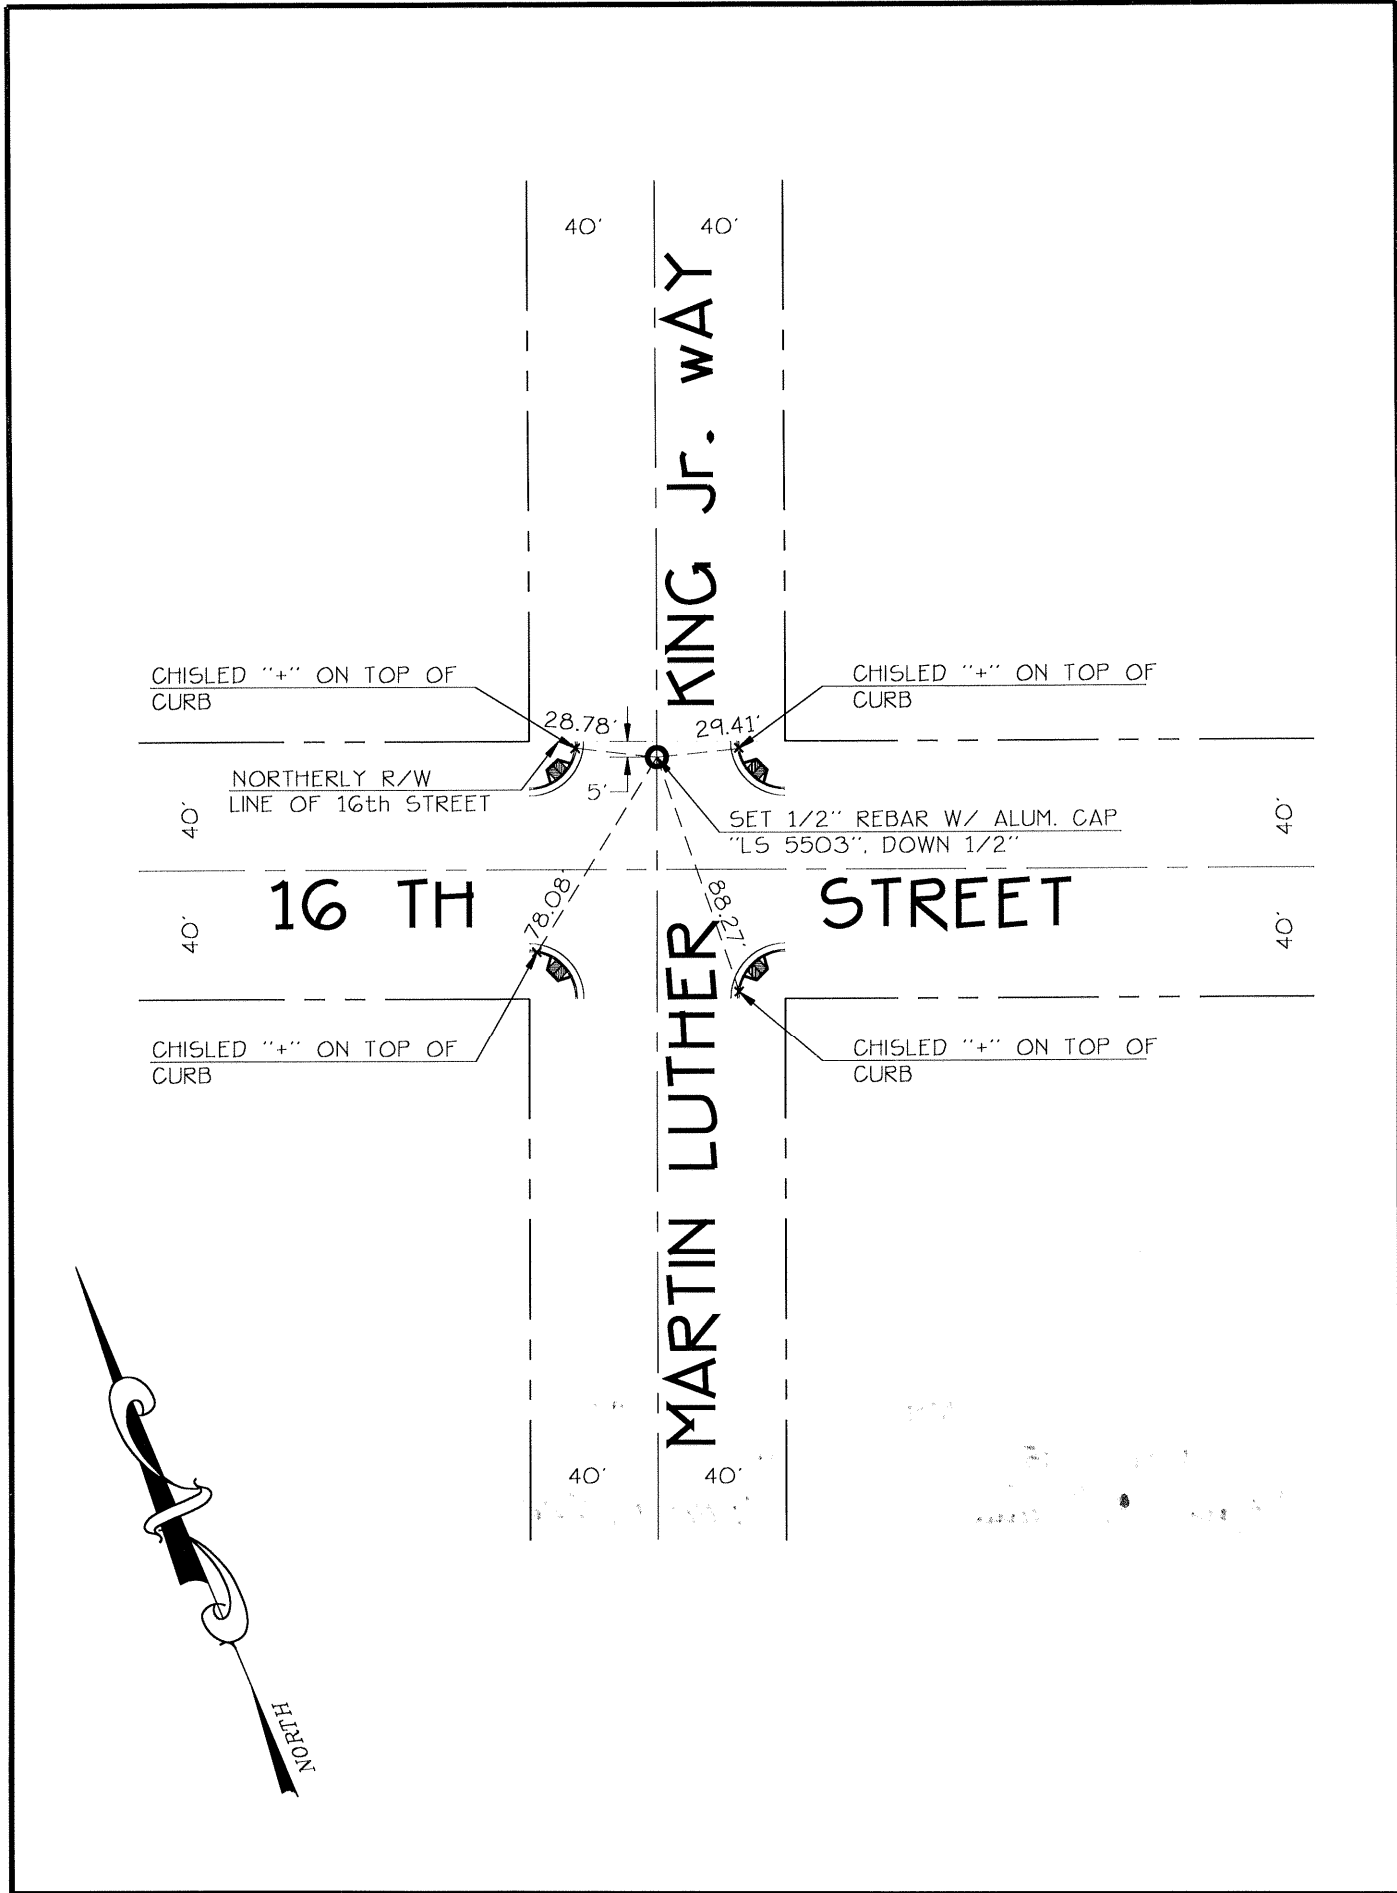 40' 40'
KING Jr. wAY
CHISLED "+" ON TOP OF
CURB
CHISLED "+" ON TOP OF
CURB
28.78'
29.41'
NORTHERLY R/W
LINE OF 16th STREET
5'
SET 1/2" REBAR W/ ALUM. CAP
"LS 5503", DOWN 1/2"
40'
40'
16 TH STREET
78.08'
88.27'
40'
40'
MARTIN LUTHER
CHISLED "+" ON TOP OF
CURB
CHISLED "+" ON TOP OF
CURB
40' 40'
NORTH